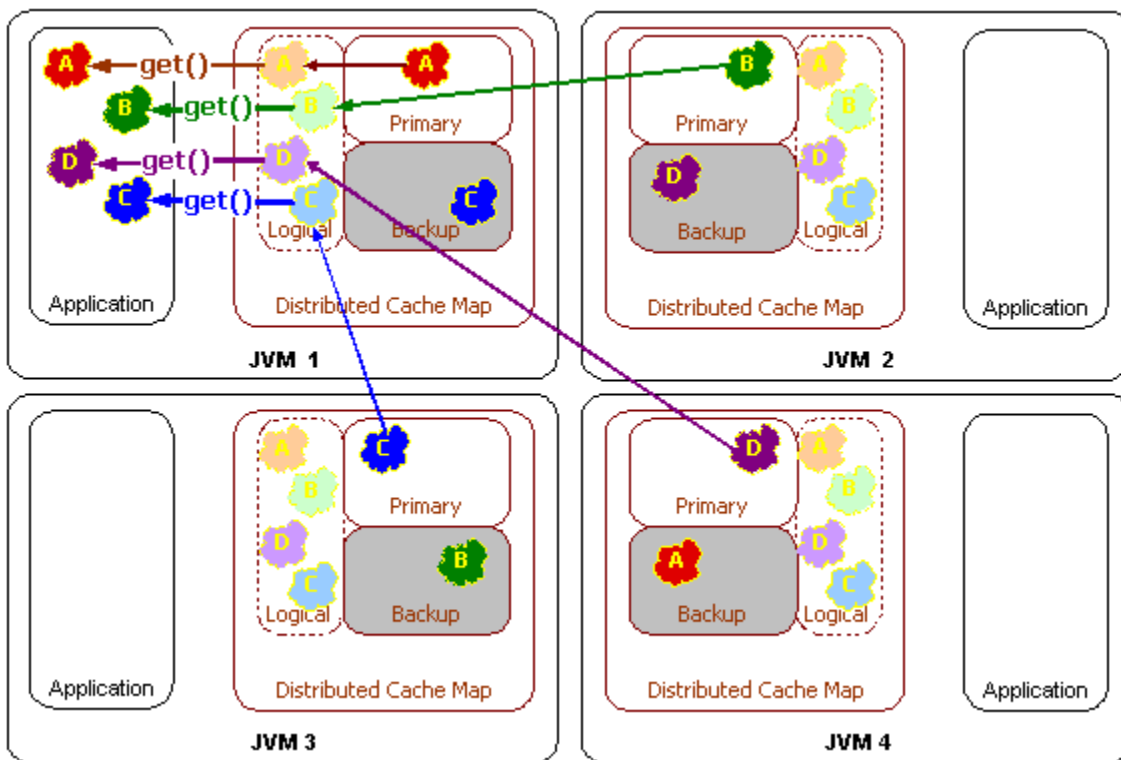 A get() A A
B get() B
Primary
D get() D
C get() C C
Logical Backup
Application
Distributed Cache Map
JVM 1
B A
B
Primary
D D
C
Backup Logical
Distributed Cache Map
Application
JVM 2
A C
B
Primary
D B
C
Logical Backup
Application
Distributed Cache Map
JVM 3
D A
B
Primary
A D
C
Backup Logical
Distributed Cache Map
Application
JVM 4